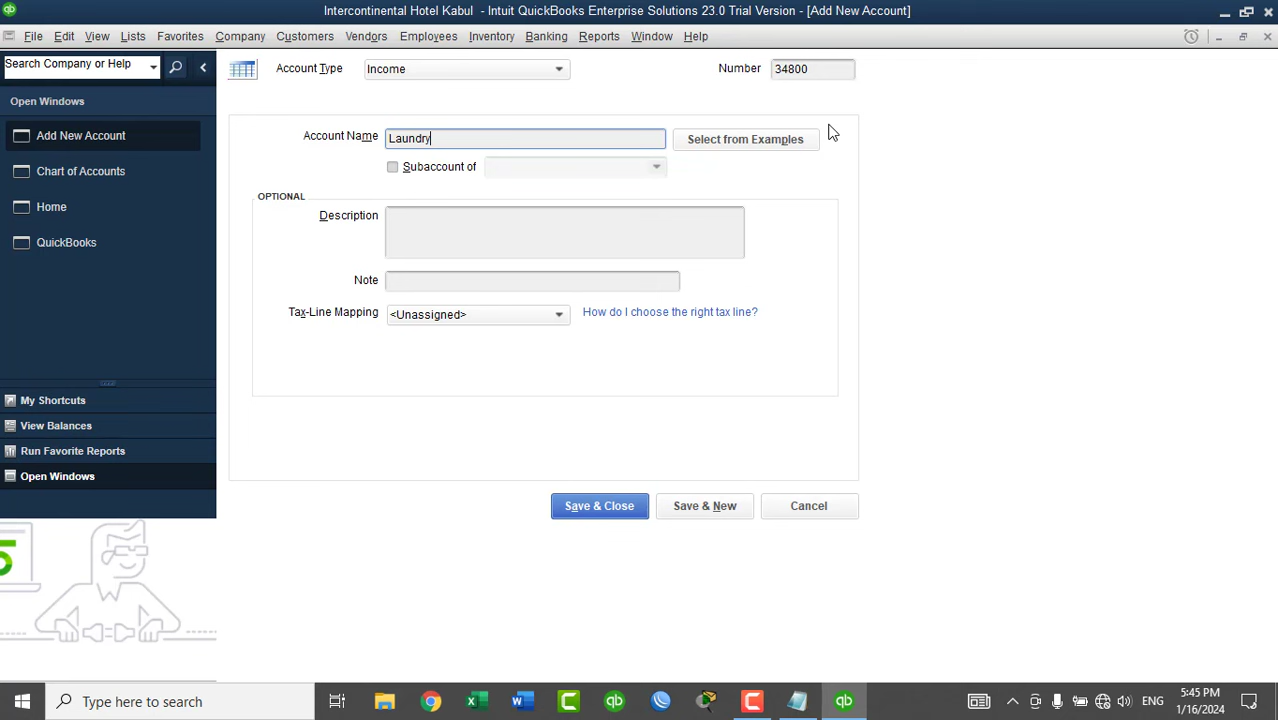 Intercontinental Hotel Kabul - Intuit QuickBooks Enterprise Solutions 23.0 Trial Version - [Add New Account]
File Edit View Lists Favorites Company Customers Vendors Employees Inventory Banking Reports Window Help
Search Company or Help
Account Type Income Number 34800
Open Windows
Add New Account
Chart of Accounts
Home
QuickBooks
Account Name Laundry Select from Examples
Subaccount of
OPTIONAL
Description
Note
Tax-Line Mapping <Unassigned> How do I choose the right tax line?
My Shortcuts
View Balances
Run Favorite Reports
Open Windows
Save & Close Save & New Cancel
Type here to search
ENG
5:45 PM
1/16/2024